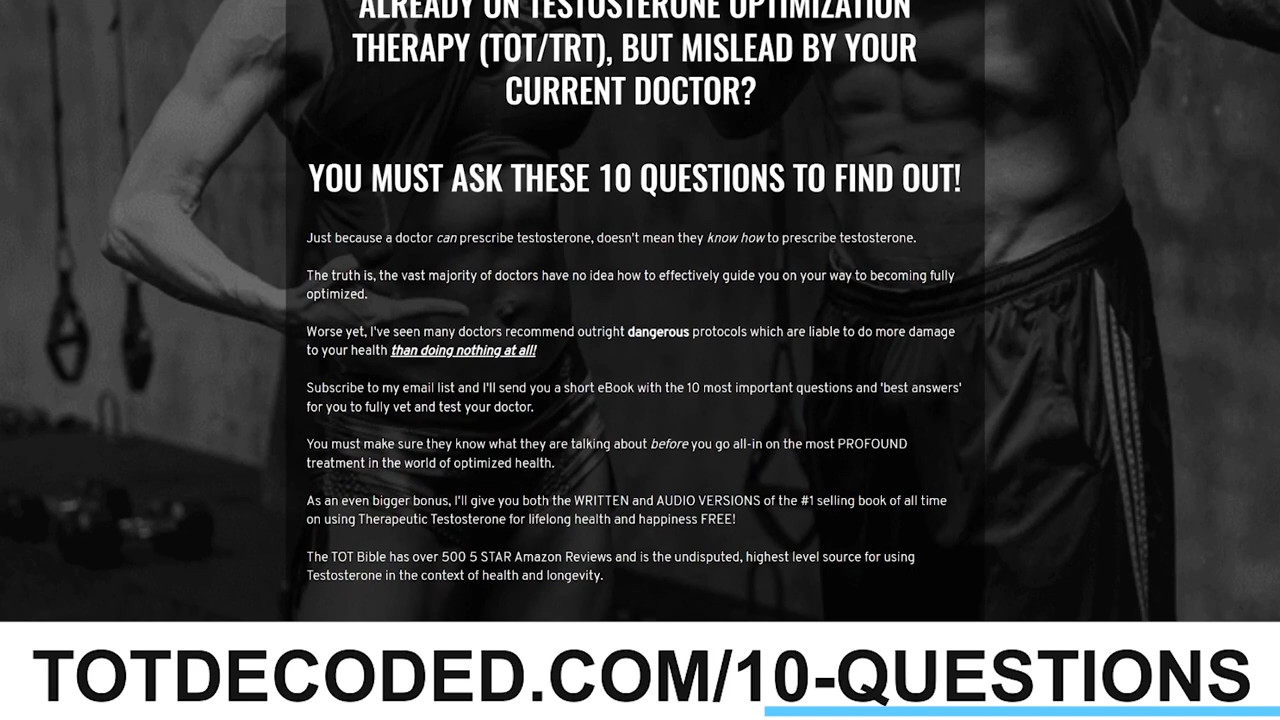 ALREADY ON TESTOSTERONE OPTIMIZATION
THERAPY (TOT/TRT), BUT MISLEAD BY YOUR
CURRENT DOCTOR?
YOU MUST ASK THESE 10 QUESTIONS TO FIND OUT!
Just because a doctor can prescribe testosterone, doesn't mean they know how to prescribe testosterone.
The truth is, the vast majority of doctors have no idea how to effectively guide you on your way to becoming fully
optimized.
Worse yet, I've seen many doctors recommend outright dangerous protocols which are liable to do more damage
to your health than doing nothing at all!
Subscribe to my email list and I'll send you a short eBook with the 10 most important questions and 'best answers'
for you to fully vet and test your doctor.
You must make sure they know what they are talking about before you go all-in on the most PROFOUND
treatment in the world of optimized health.
As an even bigger bonus, I'll give you both the WRITTEN and AUDIO VERSIONS of the #1 selling book of all time
on using Therapeutic Testosterone for lifelong health and happiness FREE!
The TOT Bible has over 500 5 STAR Amazon Reviews and is the undisputed, highest level source for using
Testosterone in the context of health and longevity.
TOTDECODED.COM/10-QUESTIONS